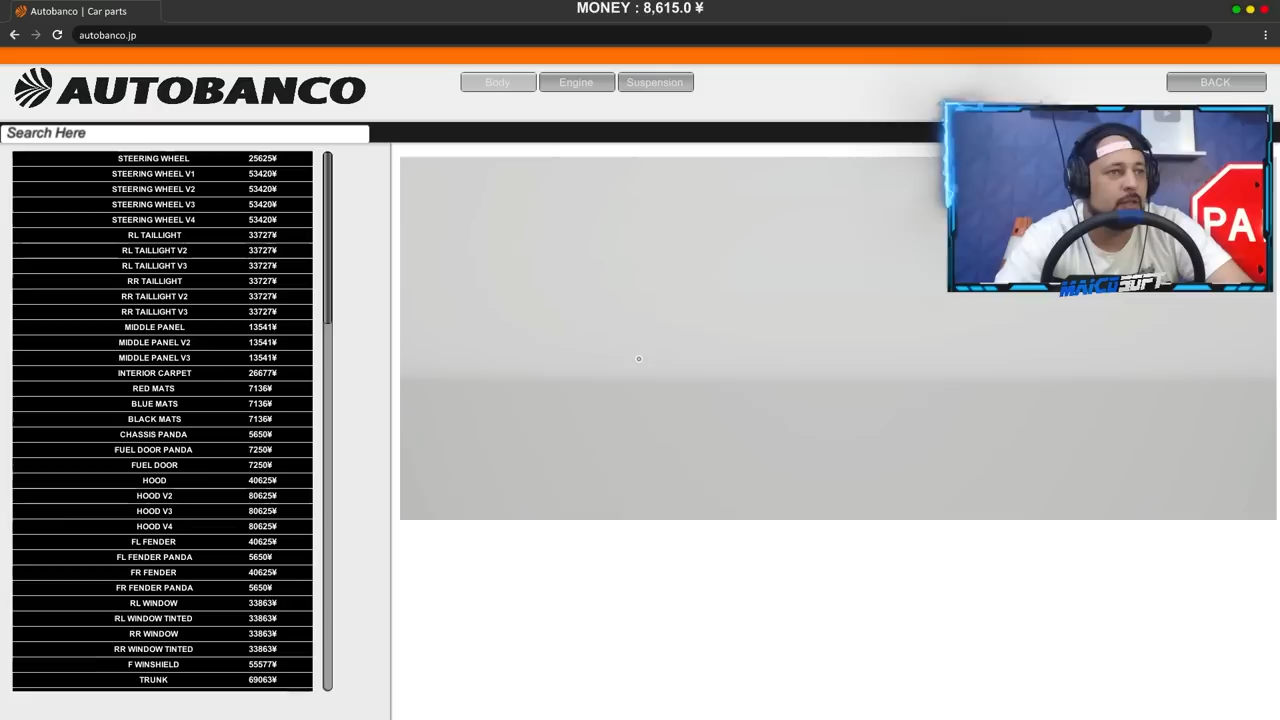 Autobanco | Car parts
MONEY : 8,615.0 ¥
autobanco.jp
AUTOBANCO
Body
Engine
Suspension
BACK
Search Here
STEERING WHEEL 25625¥
STEERING WHEEL V1 53420¥
STEERING WHEEL V2 53420¥
STEERING WHEEL V3 53420¥
STEERING WHEEL V4 53420¥
RL TAILLIGHT 33727¥
RL TAILLIGHT V2 33727¥
RL TAILLIGHT V3 33727¥
RR TAILLIGHT 33727¥
RR TAILLIGHT V2 33727¥
RR TAILLIGHT V3 33727¥
MIDDLE PANEL 13541¥
MIDDLE PANEL V2 13541¥
MIDDLE PANEL V3 13541¥
INTERIOR CARPET 26677¥
RED MATS 7136¥
BLUE MATS 7136¥
BLACK MATS 7136¥
CHASSIS PANDA 5650¥
FUEL DOOR PANDA 7250¥
FUEL DOOR 7250¥
HOOD 40625¥
HOOD V2 80625¥
HOOD V3 80625¥
HOOD V4 80625¥
FL FENDER 40625¥
FL FENDER PANDA 5650¥
FR FENDER 40625¥
FR FENDER PANDA 5650¥
RL WINDOW 33863¥
RL WINDOW TINTED 33863¥
RR WINDOW 33863¥
RR WINDOW TINTED 33863¥
F WINSHIELD 55577¥
TRUNK 69063¥
PA
MAICOSOFT